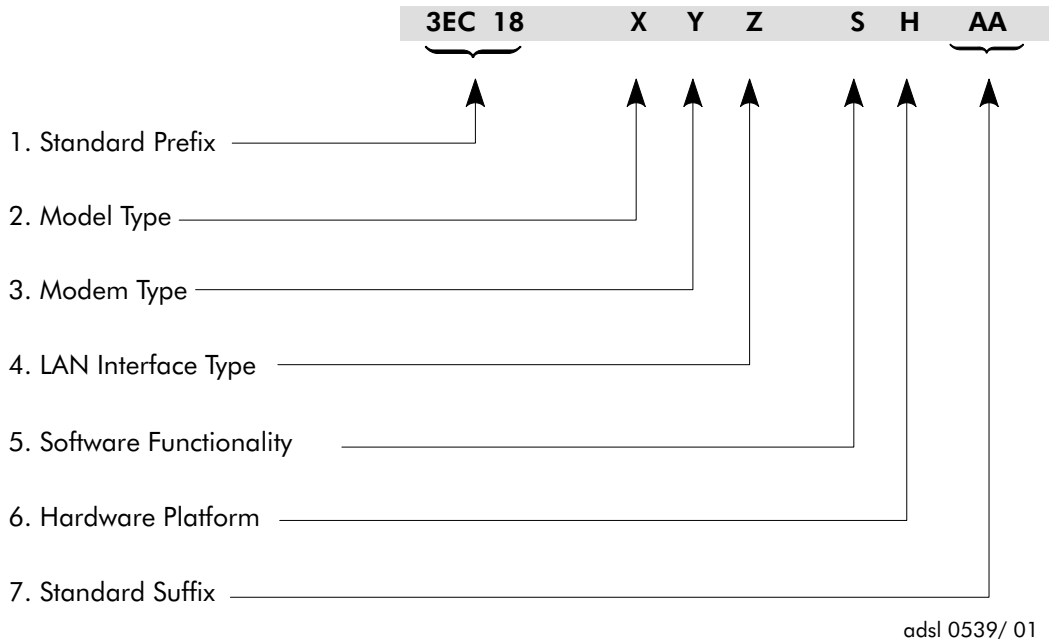 3EC 18 X Y Z S H AA
1. Standard Prefix
2. Model Type
3. Modem Type
4. LAN Interface Type
5. Software Functionality
6. Hardware Platform
7. Standard Suffix
adsl 0539/ 01